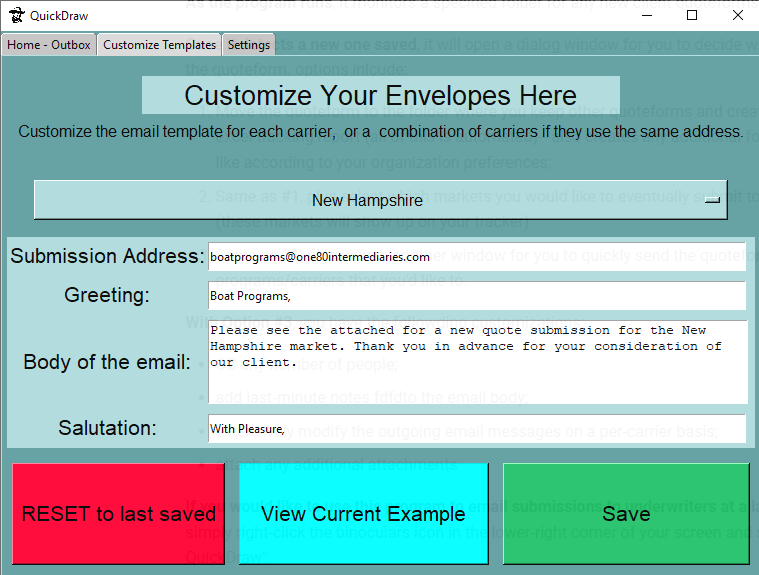 QuickDraw
Home - Outbox
Customize Templates
Settings
Customize Your Envelopes Here
Customize the email template for each carrier, or a combination of carriers if they use the same address.
New Hampshire
Submission Address:
boatprograms@one80intermediaries.com
Greeting:
Boat Programs,
Body of the email:
Please see the attached for a new quote submission for the New
Hampshire market. Thank you in advance for your consideration of
our client.
Salutation:
With Pleasure,
RESET to last saved
View Current Example
Save